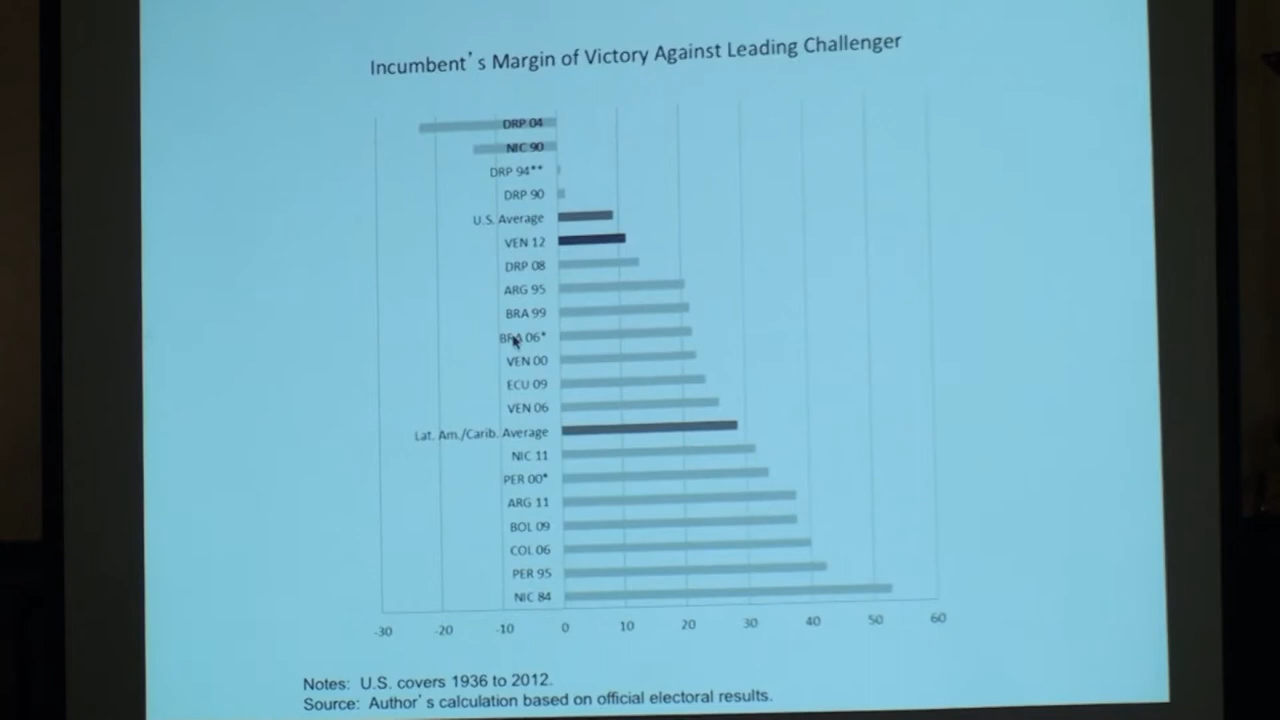 Incumbent's Margin of Victory Against Leading Challenger
DRP 04
NIC 90
DRP 94**
DRP 90
U.S. Average
VEN 12
DRP 08
ARG 95
BRA 99
BRA 06*
VEN 00
ECU 09
VEN 06
Lat. Am./Carib. Average
NIC 11
PER 00*
ARG 11
BOL 09
COL 06
PER 95
NIC 84
-30 -20 -10 0 10 20 30 40 50 60
Notes: U.S. covers 1936 to 2012.
Source: Author's calculation based on official electoral results.